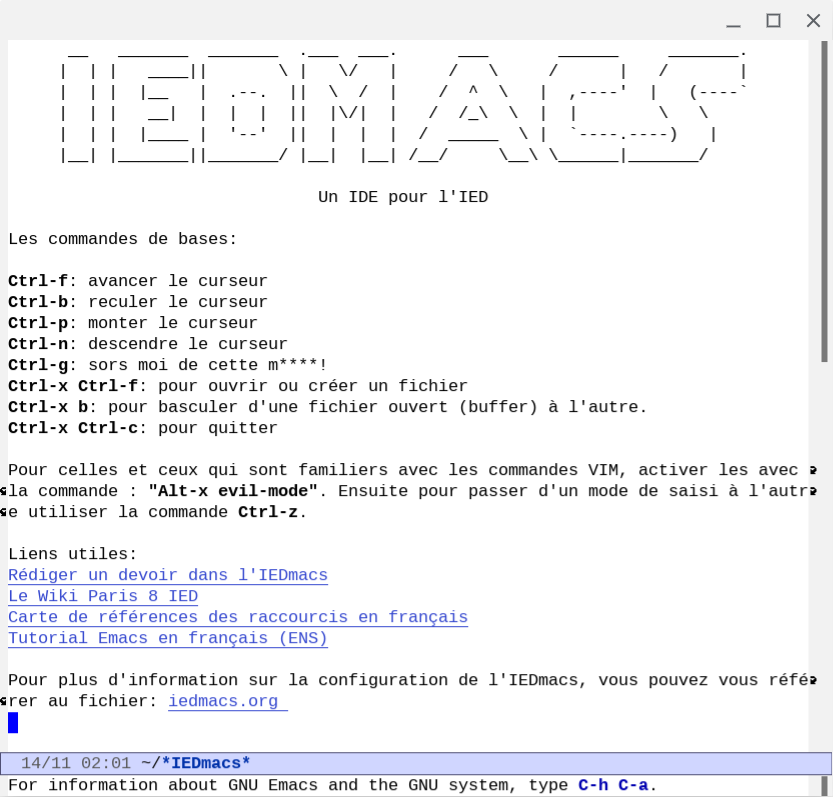 IEDMACS
Un IDE pour l'IED
Les commandes de bases:
Ctrl-f: avancer le curseur
Ctrl-b: reculer le curseur
Ctrl-p: monter le curseur
Ctrl-n: descendre le curseur
Ctrl-g: sors moi de cette m****!
Ctrl-x Ctrl-f: pour ouvrir ou créer un fichier
Ctrl-x b: pour basculer d'une fichier ouvert (buffer) à l'autre.
Ctrl-x Ctrl-c: pour quitter
Pour celles et ceux qui sont familiers avec les commandes VIM, activer les avec
la commande : "Alt-x evil-mode". Ensuite pour passer d'un mode de saisi à l'autr
e utiliser la commande Ctrl-z.
Liens utiles:
Rédiger un devoir dans l'IEDmacs
Le Wiki Paris 8 IED
Carte de références des raccourcis en français
Tutorial Emacs en français (ENS)
Pour plus d'information sur la configuration de l'IEDmacs, vous pouvez vous réfé
rer au fichier: iedmacs.org
14/11 02:01 ~/*IEDmacs*
For information about GNU Emacs and the GNU system, type C-h C-a.